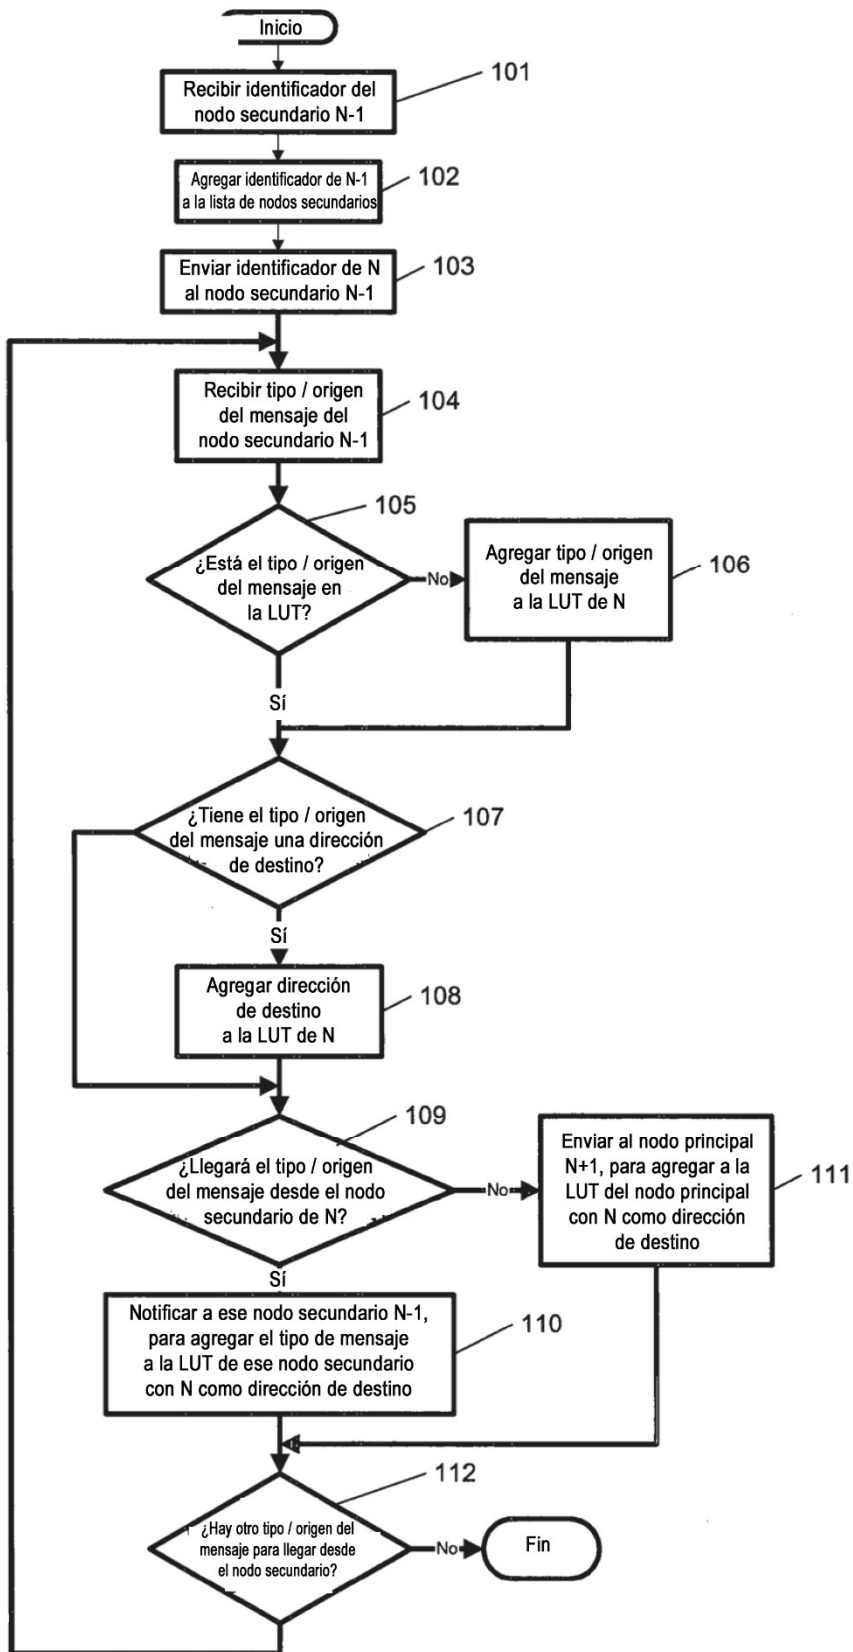 Inicio
101
Recibir identificador del
nodo secundario N-1
102
Agregar identificador de N-1
a la lista de nodos secundarios
103
Enviar identificador de N
al nodo secundario N-1
104
Recibir tipo / origen
del mensaje del
nodo secundario N-1
105
¿Está el tipo / origen
del mensaje en
la LUT?
No
Agregar tipo / origen
del mensaje
a la LUT de N
106
Sí
¿Tiene el tipo / origen
del mensaje una dirección
de destino?
107
Sí
Agregar dirección
de destino
a la LUT de N
108
109
¿Llegará el tipo / origen
del mensaje desde el nodo
secundario de N?
No
Enviar al nodo principal
N+1, para agregar a la
LUT del nodo principal
con N como dirección
de destino
111
Sí
Notificar a ese nodo secundario N-1,
para agregar el tipo de mensaje
a la LUT de ese nodo secundario
con N como dirección de destino
110
112
¿Hay otro tipo / origen del
mensaje para llegar desde
el nodo secundario?
No
Fin